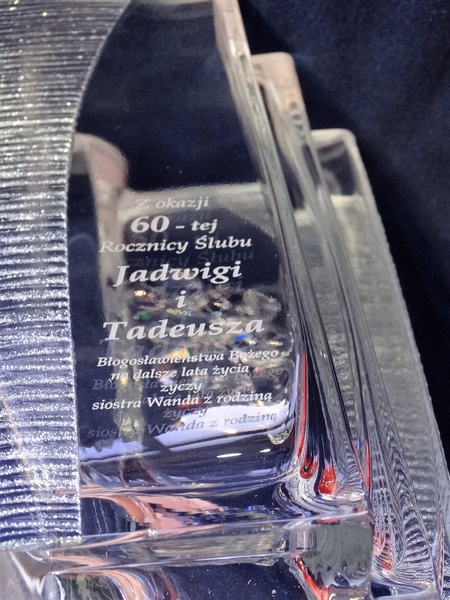 Z okazji
60 - tej
Rocznicy Ślubu
Jadwigi
i
Tadeusza
Błogosławieństwa Bożego
na dalsze lata życia
życzy
siostra Wanda z rodziną